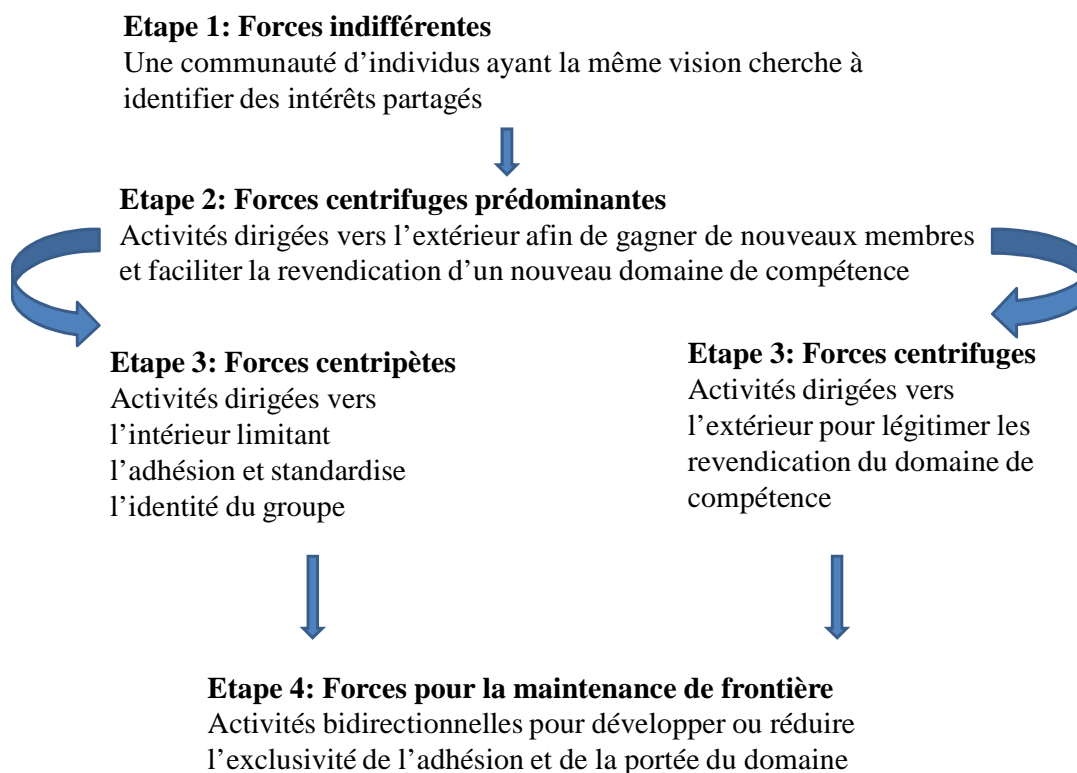 Etape 1: Forces indifférentes
Une communauté d’individus ayant la même vision cherche à
identifier des intérêts partagés
Etape 2: Forces centrifuges prédominantes
Activités dirigées vers l’extérieur afin de gagner de nouveaux membres
et faciliter la revendication d’un nouveau domaine de compétence
Etape 3: Forces centripètes
Activités dirigées vers
l’intérieur limitant
l’adhésion et standardise
l’identité du groupe
Etape 3: Forces centrifuges
Activités dirigées vers
l’extérieur pour légitimer les
revendication du domaine de
compétence
Etape 4: Forces pour la maintenance de frontière
Activités bidirectionnelles pour développer ou réduire
l’exclusivité de l’adhésion et de la portée du domaine